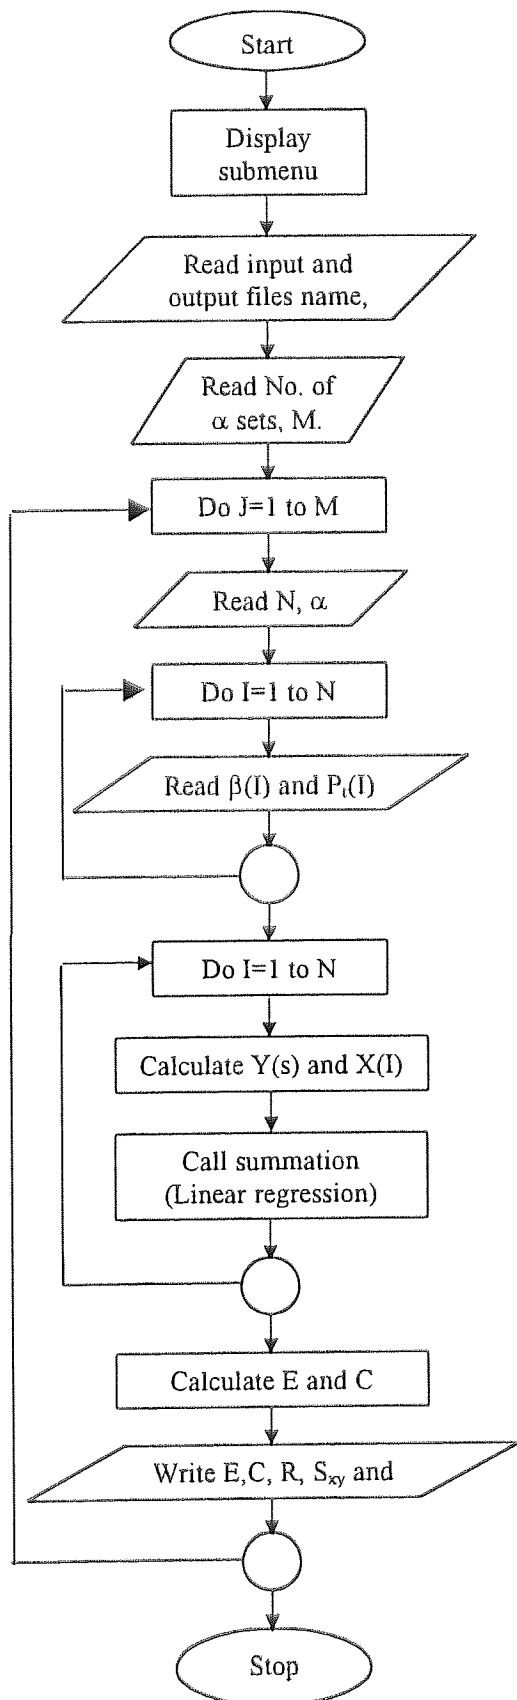 Start
Display
submenu
Read input and
output files name,
Read No. of
α sets, M.
Do J=1 to M
Read N, α
Do I=1 to N
Read β(I) and Pₜ(I)
Do I=1 to N
Calculate Y(s) and X(I)
Call summation
(Linear regression)
Calculate E and C
Write E,C, R, Sxy and
Stop